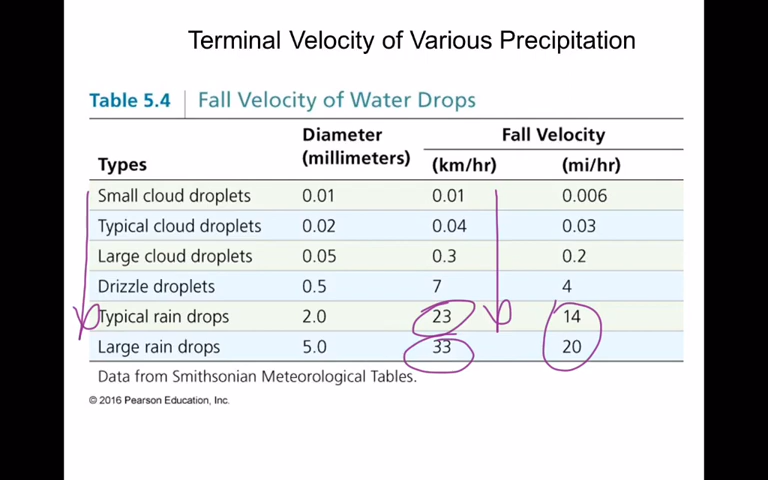 Terminal Velocity of Various Precipitation
Table 5.4 Fall Velocity of Water Drops
Diameter Fall Velocity
Types (millimeters) (km/hr) (mi/hr)
Small cloud droplets 0.01 0.01 0.006
Typical cloud droplets 0.02 0.04 0.03
Large cloud droplets 0.05 0.3 0.2
Drizzle droplets 0.5 7 4
Typical rain drops 2.0 23 14
Large rain drops 5.0 33 20
Data from Smithsonian Meteorological Tables.
© 2016 Pearson Education, Inc.